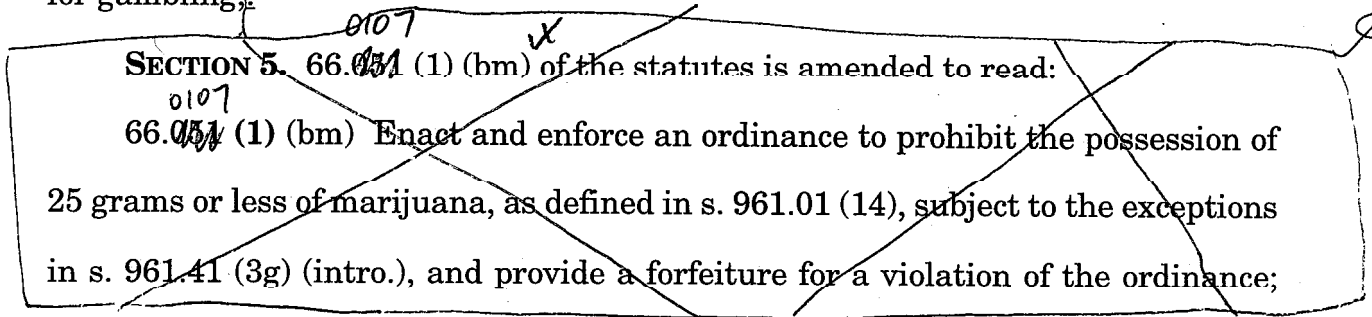 for gambling;.
0107
SECTION 5. 66.051 (1) (bm) of the statutes is amended to read:
0107
66.051 (1) (bm) Enact and enforce an ordinance to prohibit the possession of
25 grams or less of marijuana, as defined in s. 961.01 (14), subject to the exceptions
in s. 961.41 (3g) (intro.), and provide a forfeiture for a violation of the ordinance;